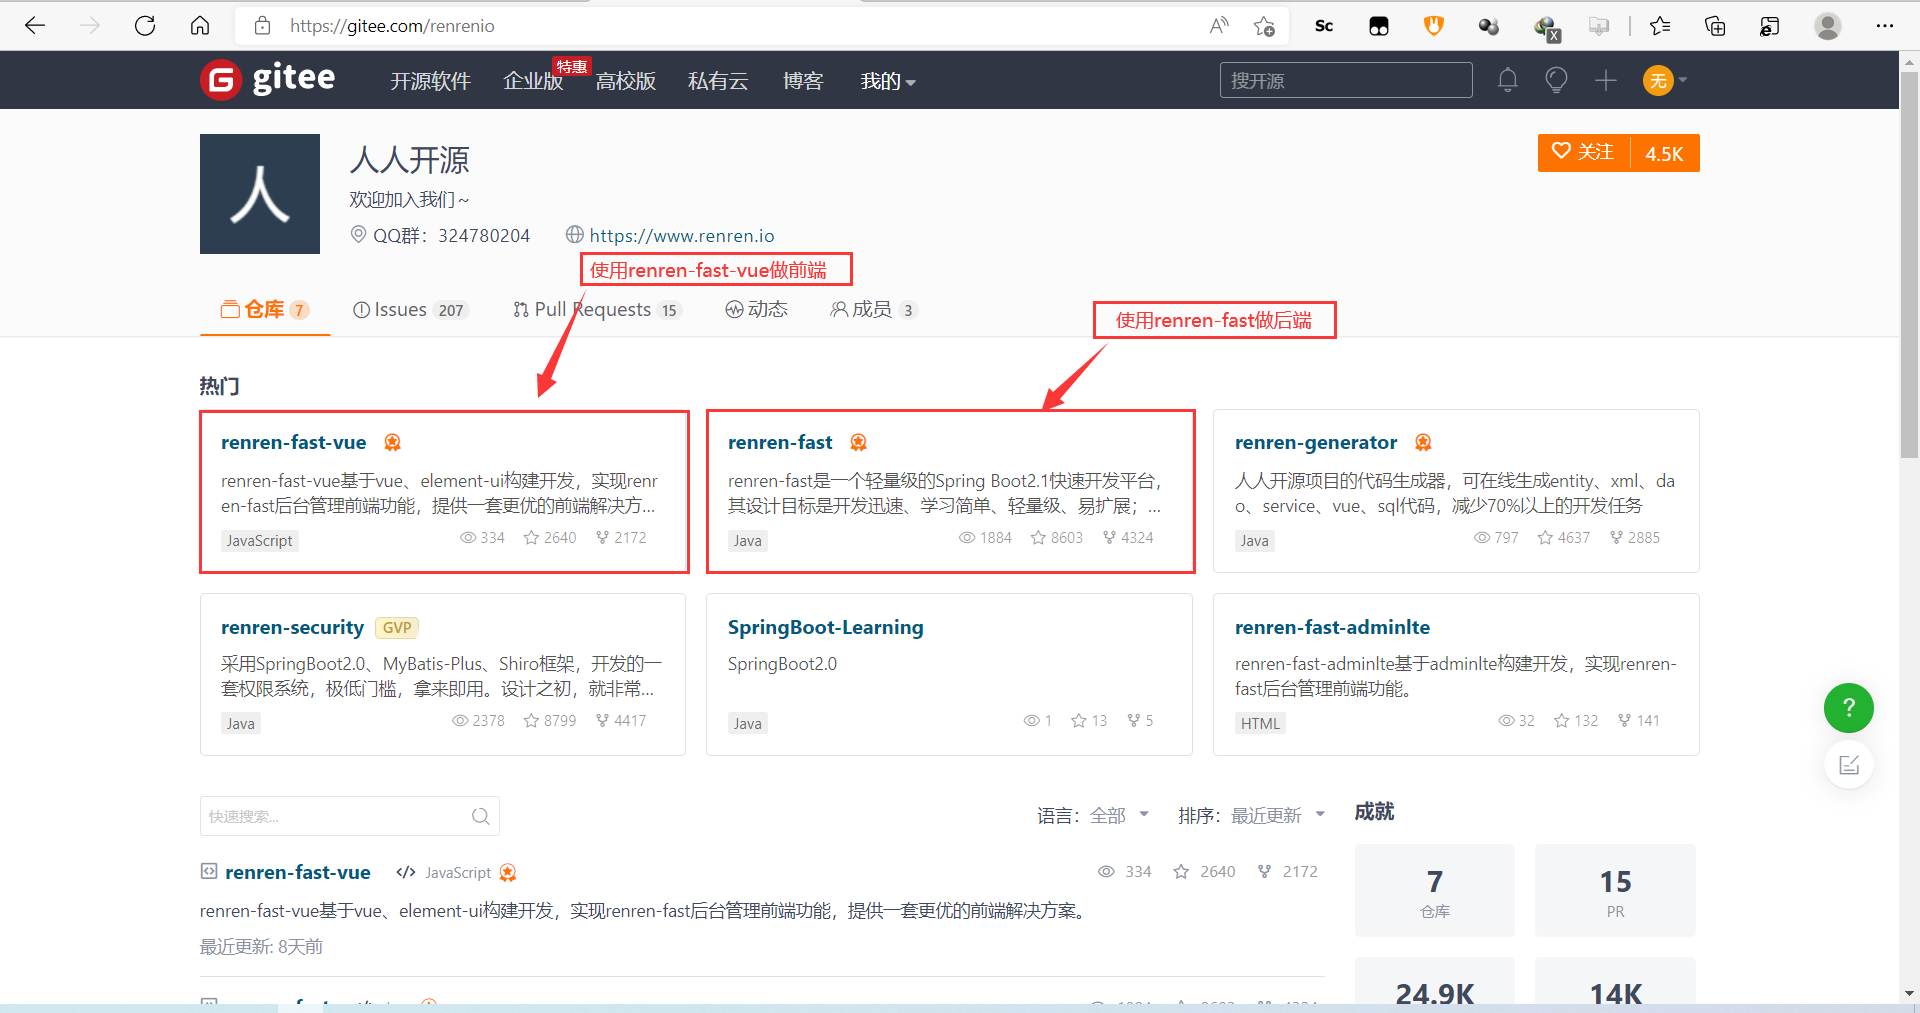 https://gitee.com/renrenio
Sc
X
gitee
开源软件
企业版
特惠
高校版
私有云
博客
我的
搜开源
无
人
人人开源
欢迎加入我们～
QQ群：324780204
https://www.renren.io
关注
4.5K
使用renren-fast-vue做前端
仓库 7
Issues 207
Pull Requests 15
动态
成员 3
使用renren-fast做后端
热门
renren-fast-vue
renren-fast-vue基于vue、element-ui构建开发，实现renr
en-fast后台管理前端功能，提供一套更优的前端解决方...
JavaScript
334 2640 2172
renren-fast
renren-fast是一个轻量级的Spring Boot2.1快速开发平台，
其设计目标是开发迅速、学习简单、轻量级、易扩展；...
Java
1884 8603 4324
renren-generator
人人开源项目的代码生成器，可在线生成entity、xml、da
o、service、vue、sql代码，减少70%以上的开发任务
Java
797 4637 2885
renren-security GVP
采用SpringBoot2.0、MyBatis-Plus、Shiro框架，开发的一
套权限系统，极低门槛，拿来即用。设计之初，就非常...
Java
2378 8799 4417
SpringBoot-Learning
SpringBoot2.0
Java
1 13 5
renren-fast-adminlte
renren-fast-adminlte基于adminlte构建开发，实现renren-
fast后台管理前端功能。
HTML
32 132 141
?
快速搜索...
语言： 全部
排序： 最近更新
成就
renren-fast-vue </> JavaScript
334 2640 2172
renren-fast-vue基于vue、element-ui构建开发，实现renren-fast后台管理前端功能，提供一套更优的前端解决方案。
最近更新: 8天前
7
仓库
15
PR
24.9K
14K